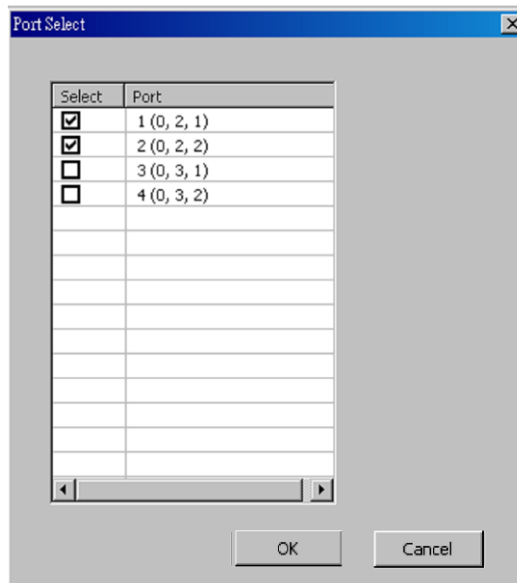 Port Select
Select Port
1 (0, 2, 1)
2 (0, 2, 2)
3 (0, 3, 1)
4 (0, 3, 2)
OK Cancel